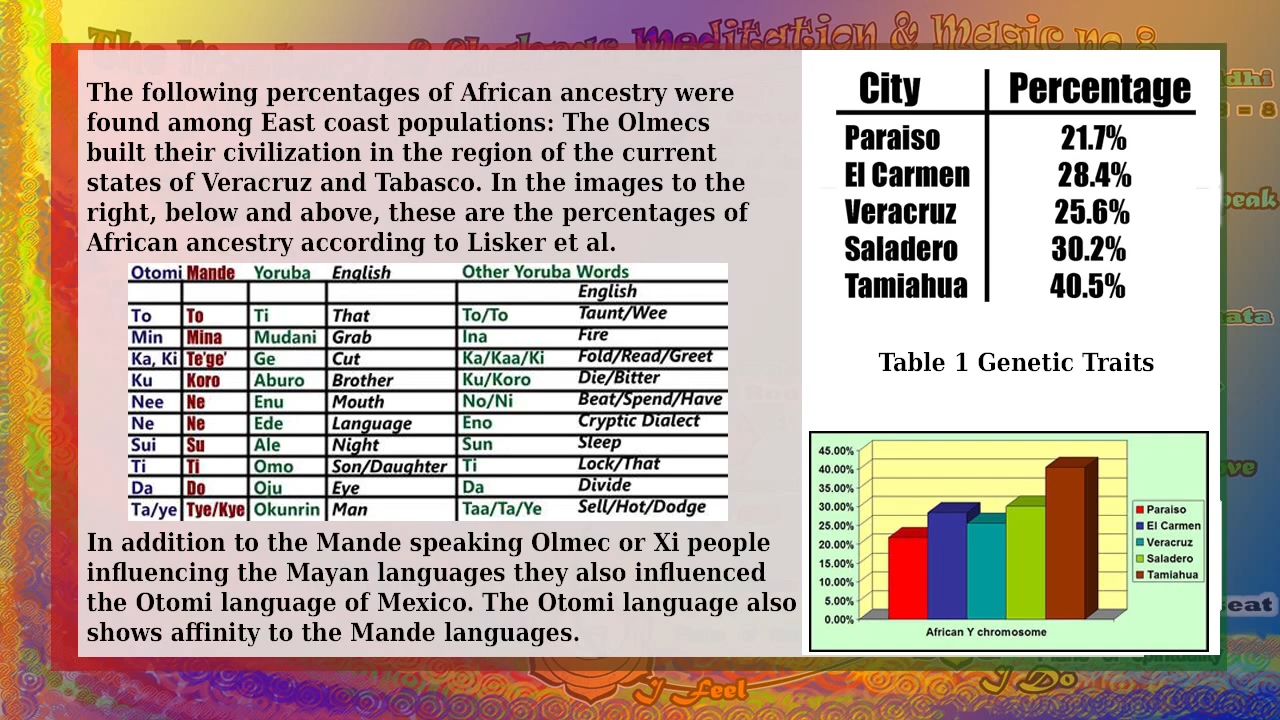 The M & Chakras Meditation & Magic no 8
The following percentages of African ancestry were
found among East coast populations: The Olmecs
built their civilization in the region of the current
states of Veracruz and Tabasco. In the images to the
right, below and above, these are the percentages of
African ancestry according to Lisker et al.
Otomi Mande Yoruba English Other Yoruba Words
English
To To Ti That To/To Taunt/Wee
Min Mina Mudani Grab Ina Fire
Ka, Ki Te'ge' Ge Cut Ka/Kaa/Ki Fold/Read/Greet
Ku Koro Aburo Brother Ku/Koro Die/Bitter
Nee Ne Enu Mouth No/Ni Beat/Spend/Have
Ne Ne Ede Language Eno Cryptic Dialect
Sui Su Ale Night Sun Sleep
Ti Ti Omo Son/Daughter Ti Lock/That
Da Do Oju Eye Da Divide
Ta/ye Tye/Kye Okunrin Man Taa/Ta/Ye Sell/Hot/Dodge
In addition to the Mande speaking Olmec or Xi people
influencing the Mayan languages they also influenced
the Otomi language of Mexico. The Otomi language also
shows affinity to the Mande languages.
City Percentage
Paraiso 21.7%
El Carmen 28.4%
Veracruz 25.6%
Saladero 30.2%
Tamiahua 40.5%
Table 1 Genetic Traits
45.00%
40.00%
35.00%
30.00%
25.00%
20.00%
15.00%
10.00%
5.00%
0.00%
African Y chromosome
Paraiso
El Carmen
Veracruz
Saladero
Tamiahua
= 8
I feel
I Do